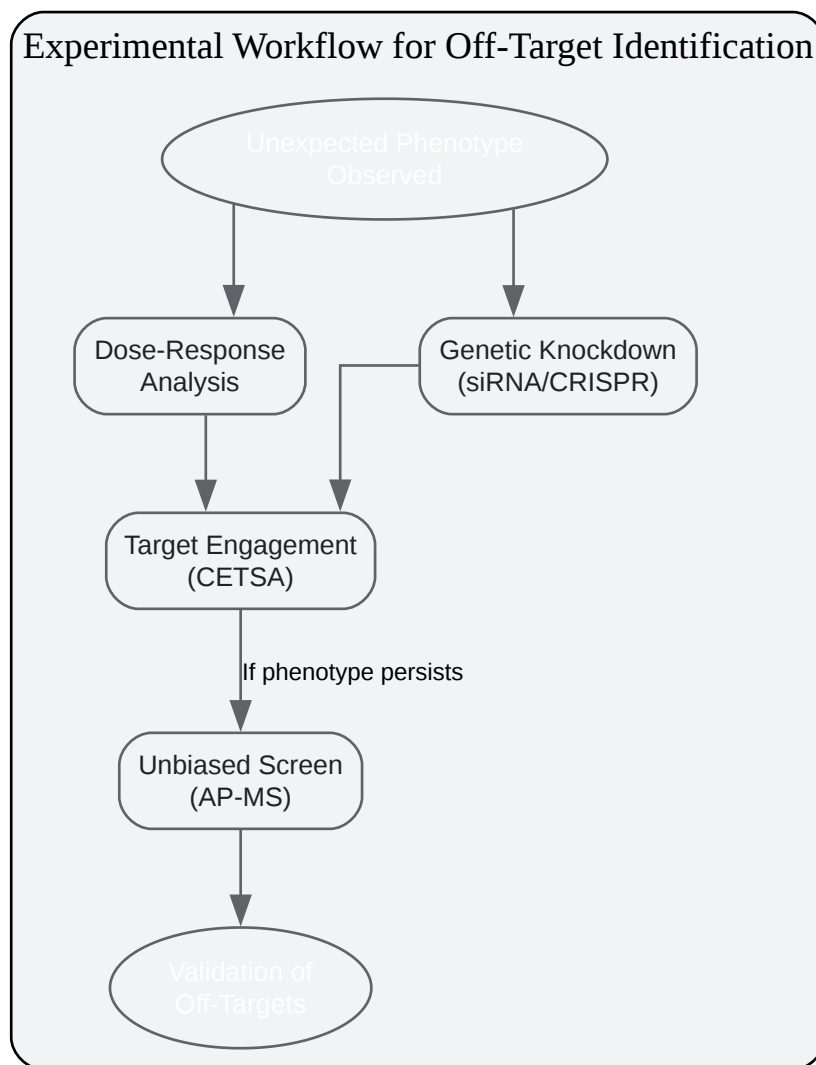 Experimental Workflow for Off-Target Identification
Unexpected Phenotype
Observed
Dose-Response
Analysis
Genetic Knockdown
(siRNA/CRISPR)
Target Engagement
(CETSA)
If phenotype persists
Unbiased Screen
(AP-MS)
Validation of
Off-Targets